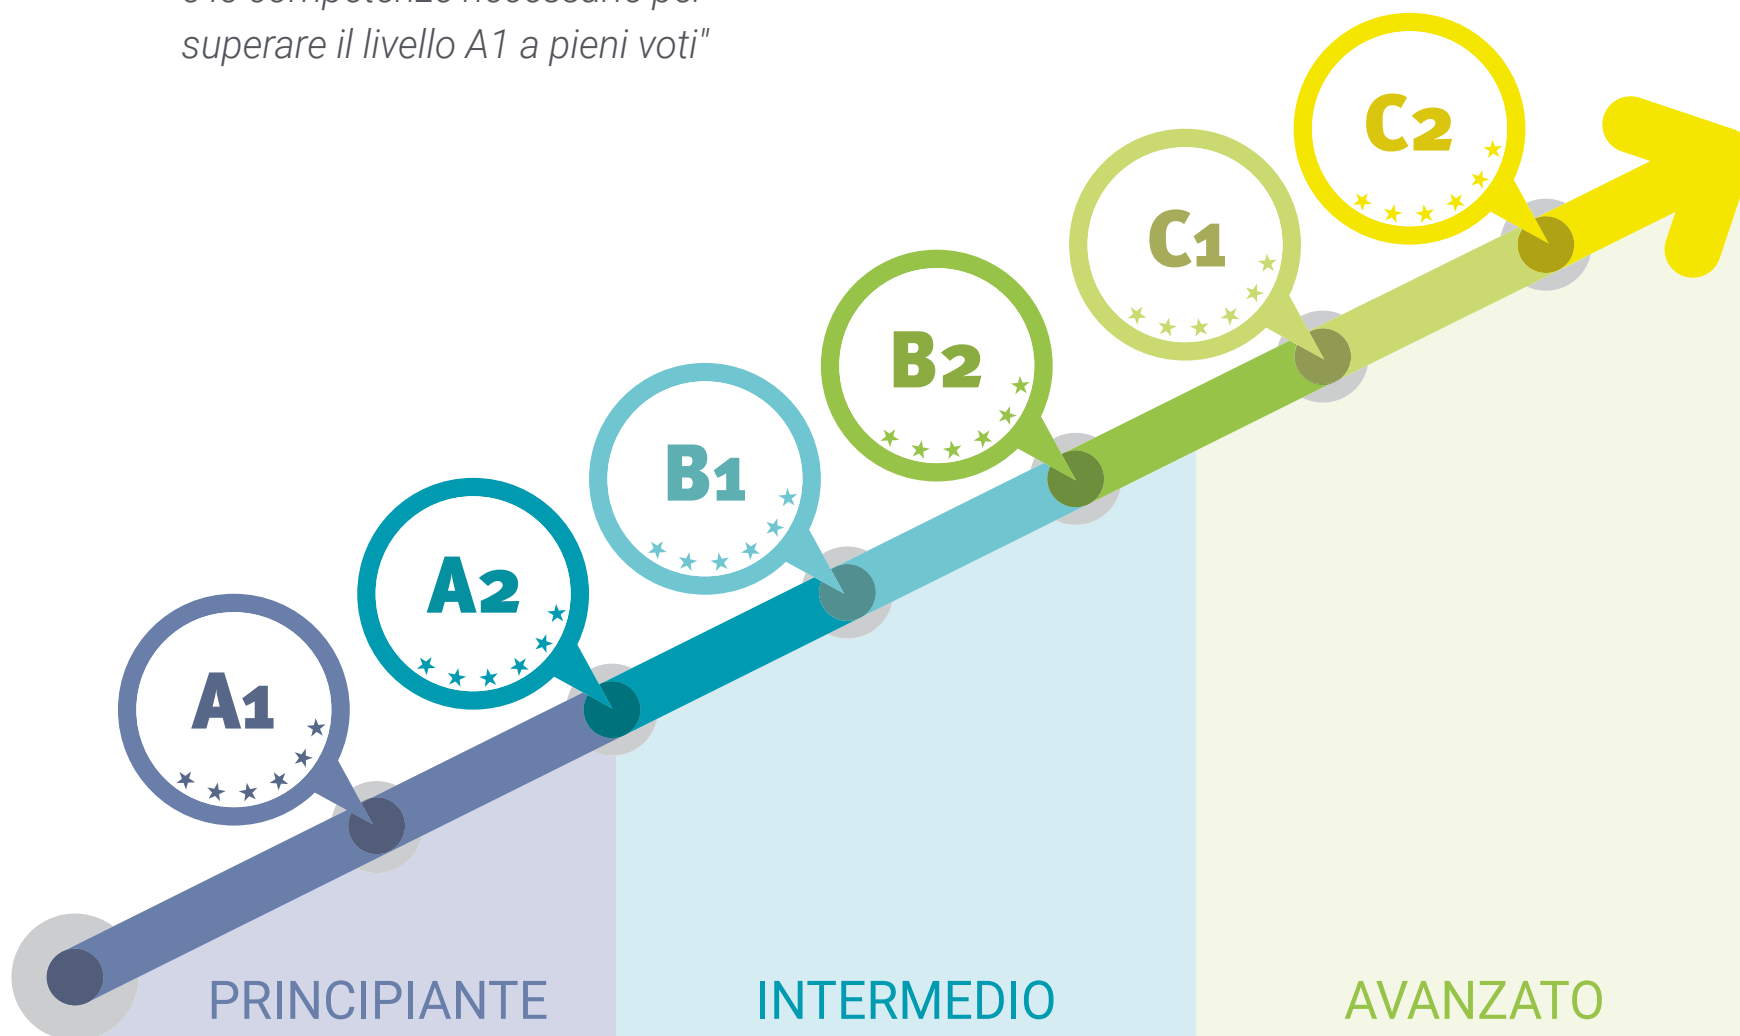 superare il livello A1 a pieni voti"
C2
C1
B2
B1
A2
A1
PRINCIPIANTE
INTERMEDIO
AVANZATO